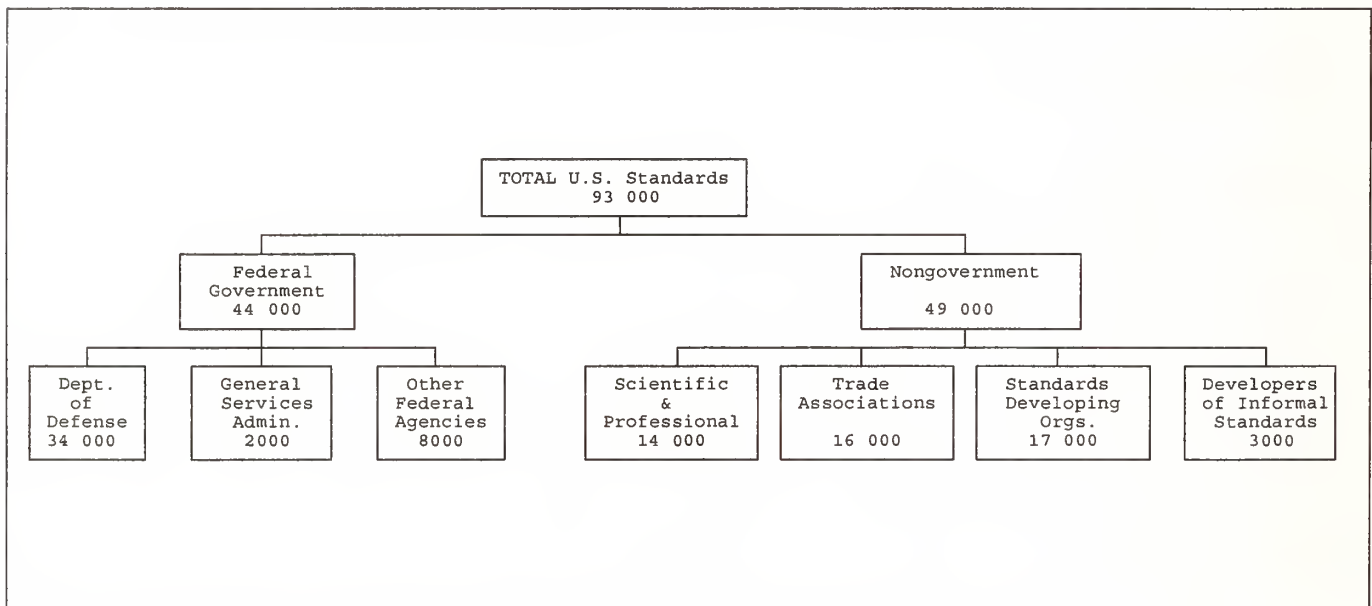 TOTAL U.S. Standards
93 000
Federal
Government
44 000
Nongovernment
49 000
Dept.
of
Defense
34 000
General
Services
Admin.
2000
Other
Federal
Agencies
8000
Scientific
&
Professional
14 000
Trade
Associations
16 000
Standards
Developing
Orgs.
17 000
Developers
of Informal
Standards
3000